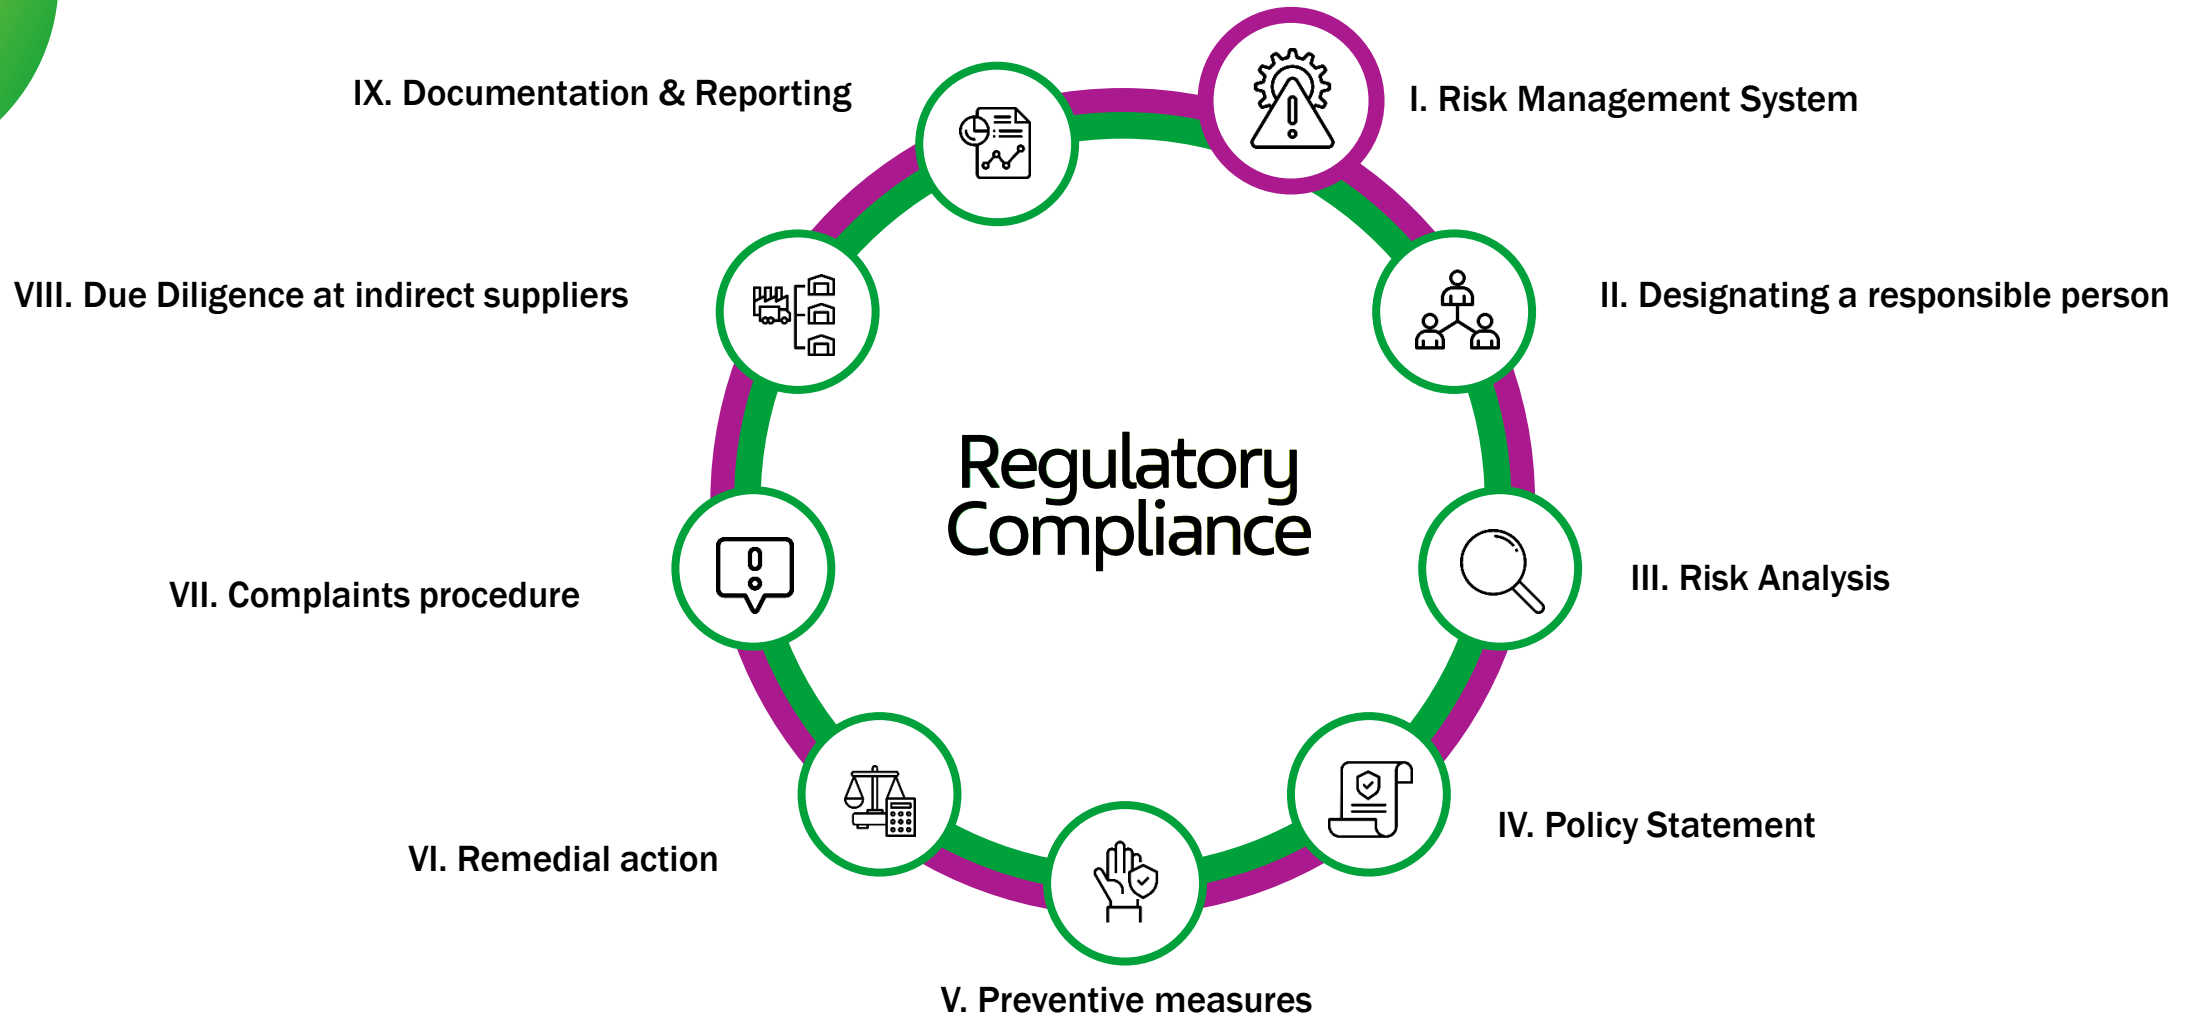 Regulatory
Compliance
I. Risk Management System
II. Designating a responsible person
III. Risk Analysis
IV. Policy Statement
V. Preventive measures
VI. Remedial action
VII. Complaints procedure
VIII. Due Diligence at indirect suppliers
IX. Documentation & Reporting